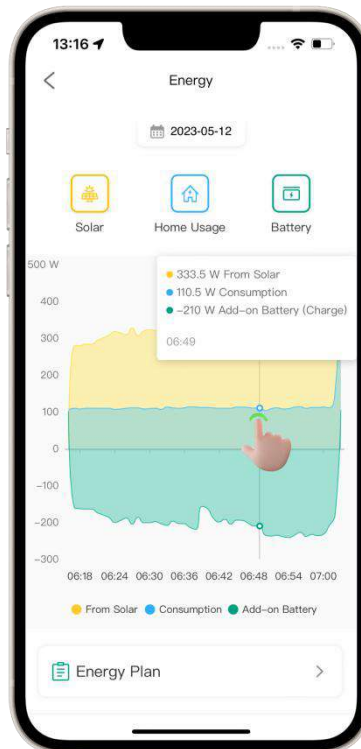 13:16
Energy
2023-05-12
Solar
Home Usage
Battery
500 W
333.5 W From Solar
110.5 W Consumption
-210 W Add-on Battery (Charge)
06:49
400
300
200
100
0
-100
-200
-300
06:18 06:24 06:30 06:36 06:42 06:48 06:54 07:00
From Solar Consumption Add-on Battery
Energy Plan